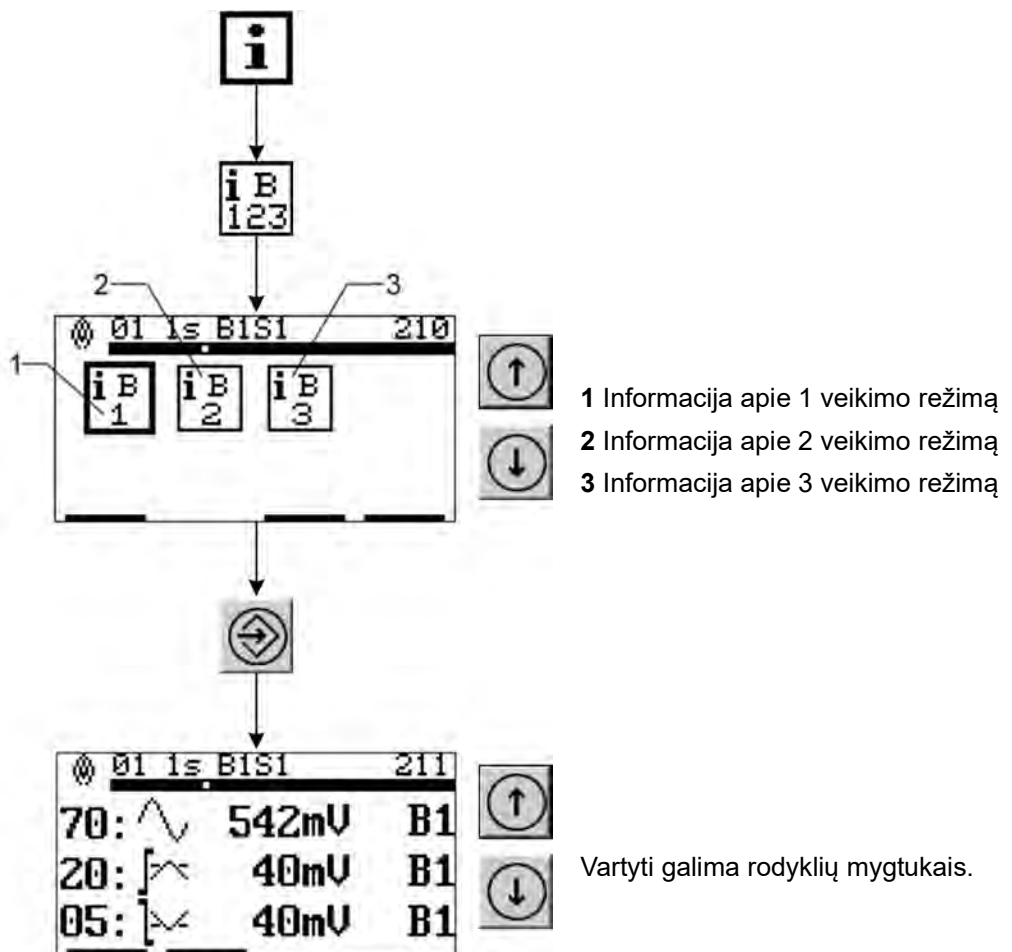 i
i B
123
2
3
01 1s B1S1 210
1
i B
1
i B
2
i B
3
1 Informacija apie 1 veikimo režimą
2 Informacija apie 2 veikimo režimą
3 Informacija apie 3 veikimo režimą
01 1s B1S1 211
70: 542mV B1
20: 40mV B1
05: 40mV B1
Vartyti galima rodyklių mygtukais.